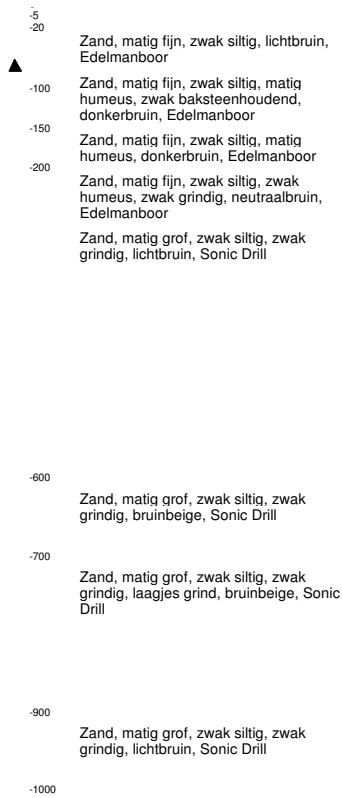 -
-5
-20
Zand, matig fijn, zwak siltig, lichtbruin,
Edelmanboor
-100
Zand, matig fijn, zwak siltig, matig
humeus, zwak baksteenhoudend,
donkerbruin, Edelmanboor
-150
Zand, matig fijn, zwak siltig, matig
humeus, donkerbruin, Edelmanboor
-200
Zand, matig fijn, zwak siltig, zwak
humeus, zwak grindig, neutraalbruin,
Edelmanboor
Zand, matig grof, zwak siltig, zwak
grindig, lichtbruin, Sonic Drill
-600
Zand, matig grof, zwak siltig, zwak
grindig, bruinbeige, Sonic Drill
-700
Zand, matig grof, zwak siltig, zwak
grindig, laagjes grind, bruinbeige, Sonic
Drill
-900
Zand, matig grof, zwak siltig, zwak
grindig, lichtbruin, Sonic Drill
-1000